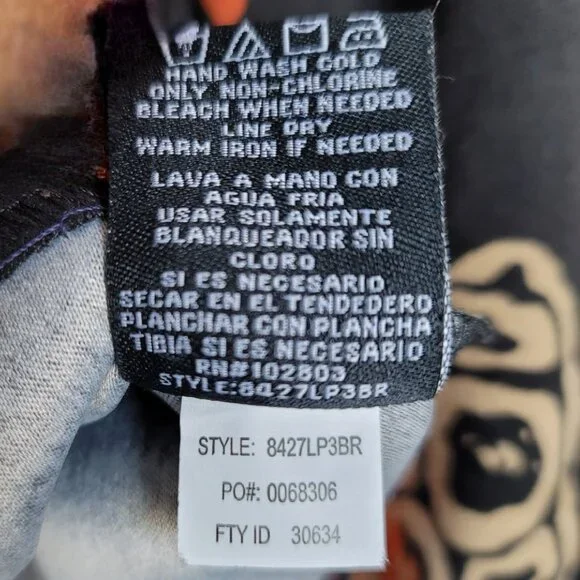 HAND WASH COLD
ONLY NON-CHLORINE
BLEACH WHEN NEEDED
LINE DRY
WARM IRON IF NEEDED
LAVA A MANO CON
AGUA FRIA
USAR SOLAMENTE
BLANQUEADOR SIN
CLORO
SI ES NECESARIO
SECAR EN EL TENDEDERO
PLANCHAR CON PLANCHA
TIBIA SI ES NECESARIO
RN#102803
STYLE:8427LP3BR
STYLE: 8427LP3BR
PO#: 0068306
FTY ID 30634